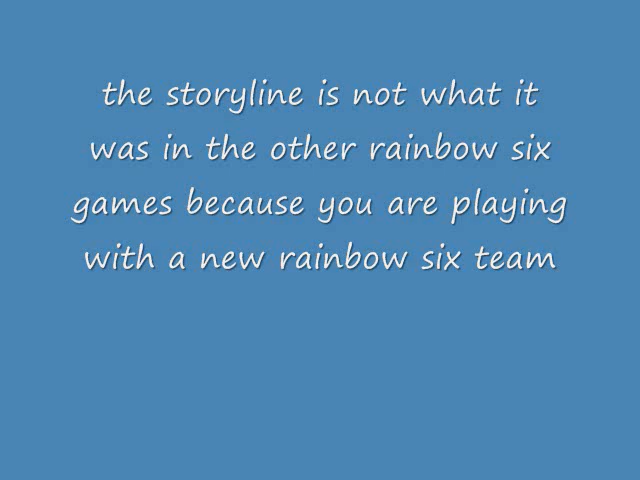 the storyline is not what it
was in the other rainbow six
games because you are playing
with a new rainbow six team